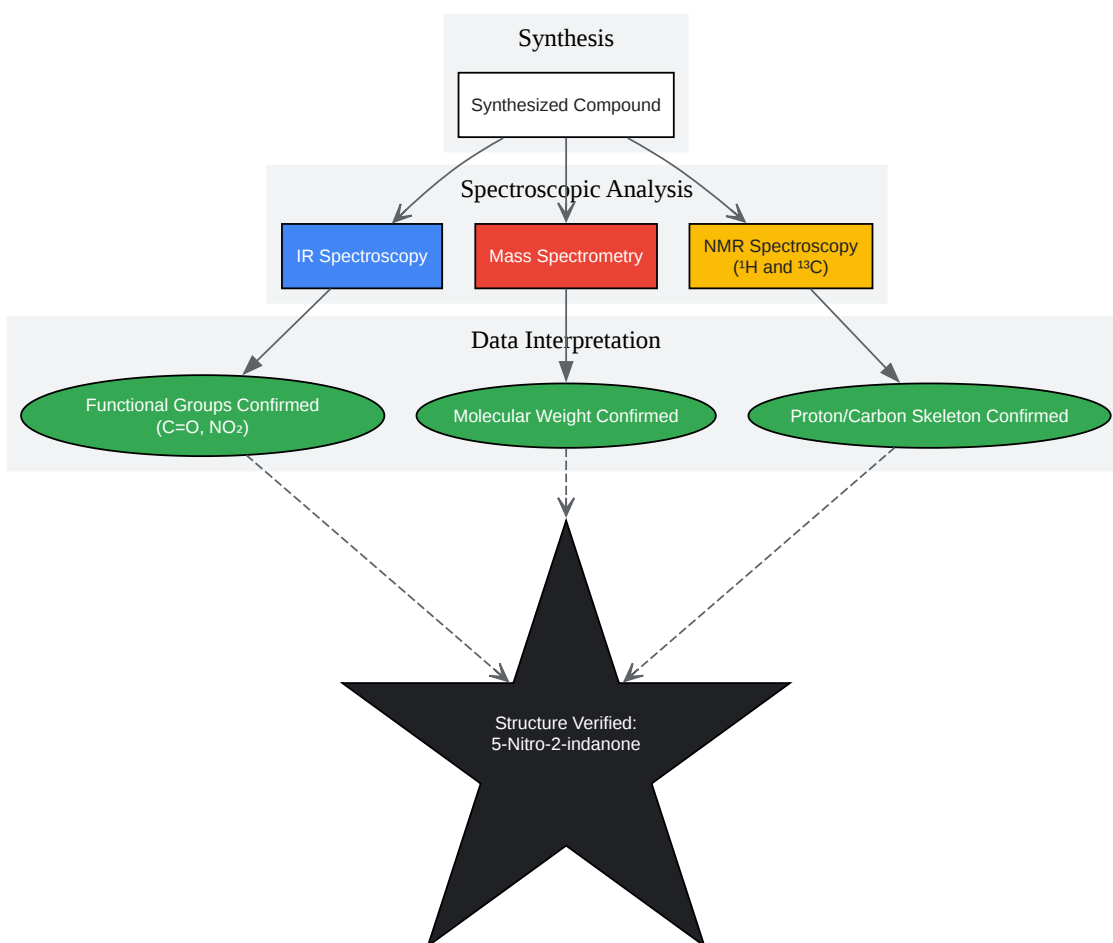 Synthesis
Synthesized Compound
Spectroscopic Analysis
IR Spectroscopy
Mass Spectrometry
NMR Spectroscopy
(¹H and ¹³C)
Data Interpretation
Functional Groups Confirmed
(C=O, NO₂)
Molecular Weight Confirmed
Proton/Carbon Skeleton Confirmed
Structure Verified:
5-Nitro-2-indanone